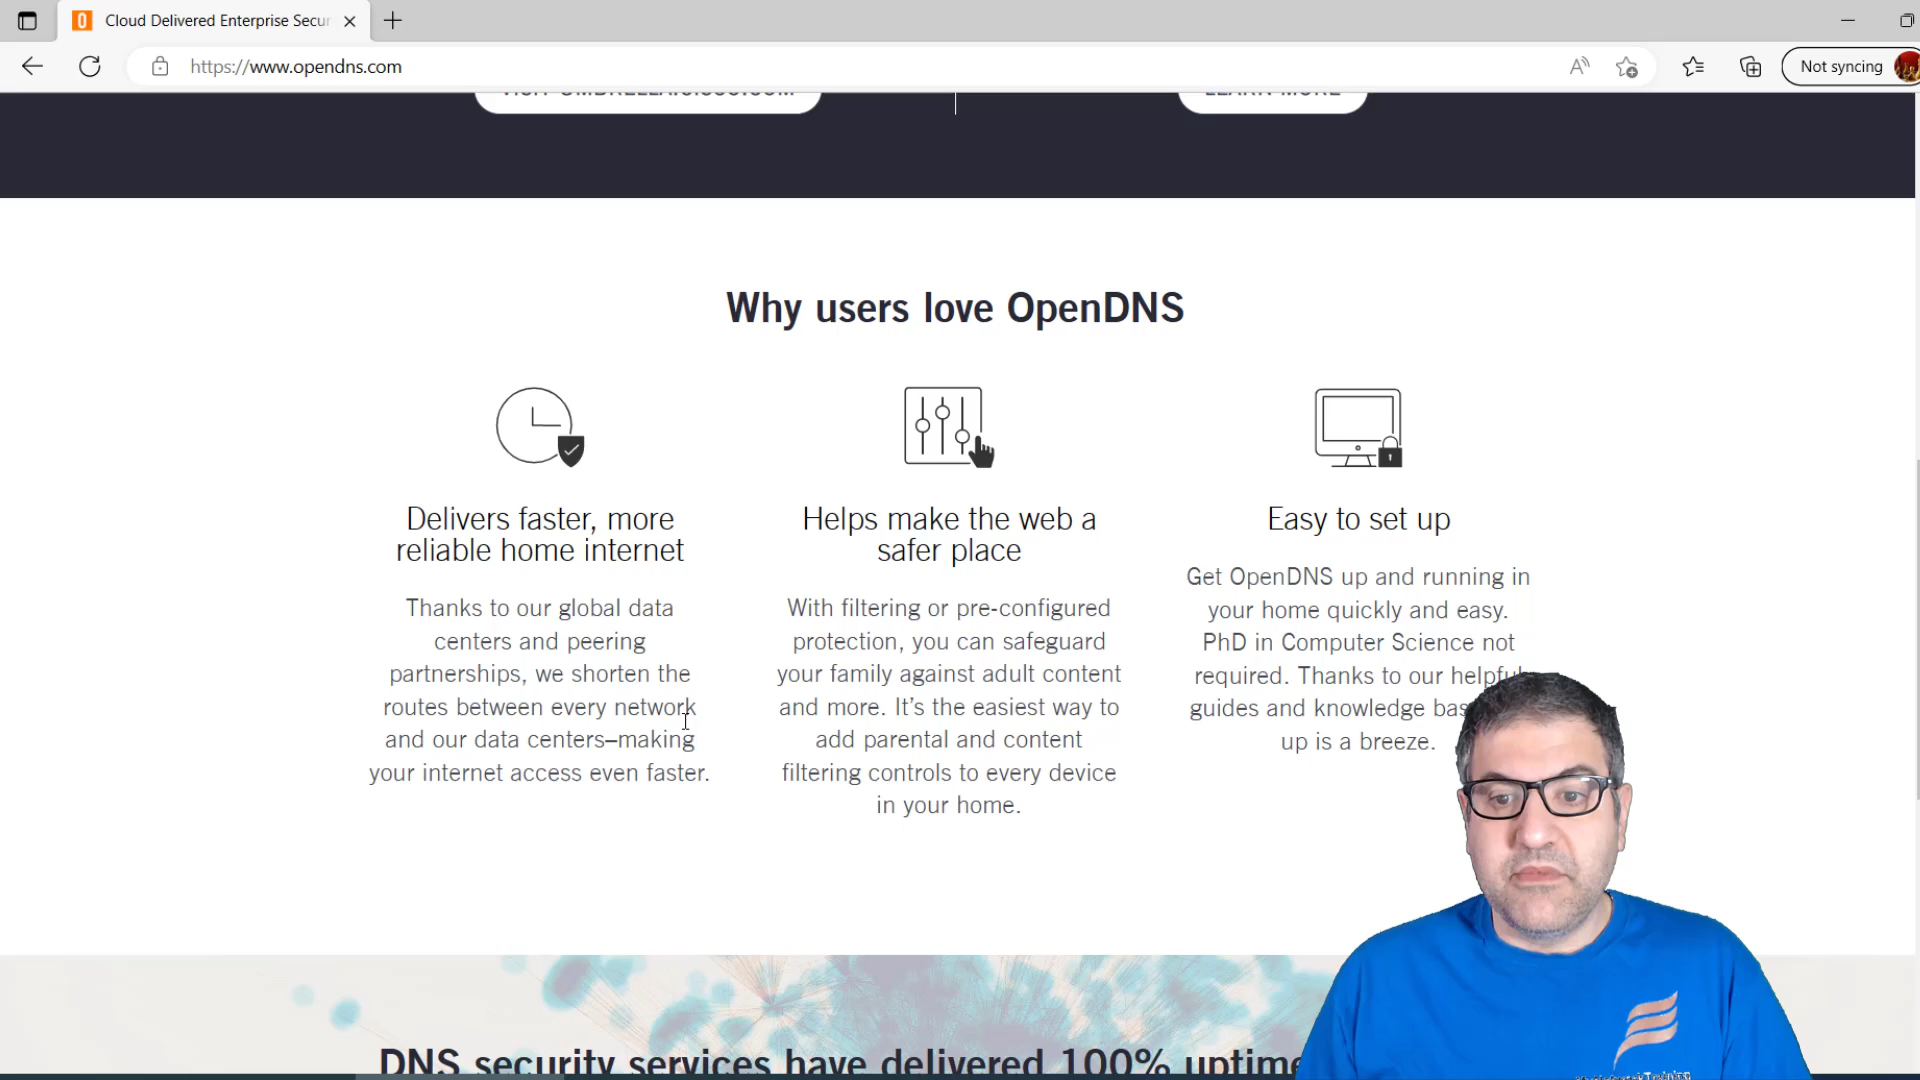 Cloud Delivered Enterprise Secur
https://www.opendns.com
Not syncing
VISIT UMBRELLA.CISCO.COM
LEARN MORE
Why users love OpenDNS
Delivers faster, more
reliable home internet
Thanks to our global data
centers and peering
partnerships, we shorten the
routes between every network
and our data centers–making
your internet access even faster.
Helps make the web a
safer place
With filtering or pre-configured
protection, you can safeguard
your family against adult content
and more. It’s the easiest way to
add parental and content
filtering controls to every device
in your home.
Easy to set up
Get OpenDNS up and running in
your home quickly and easy.
PhD in Computer Science not
required. Thanks to our helpful
guides and knowledge
up is a breeze.
DNS security services have delivered 100% uptime